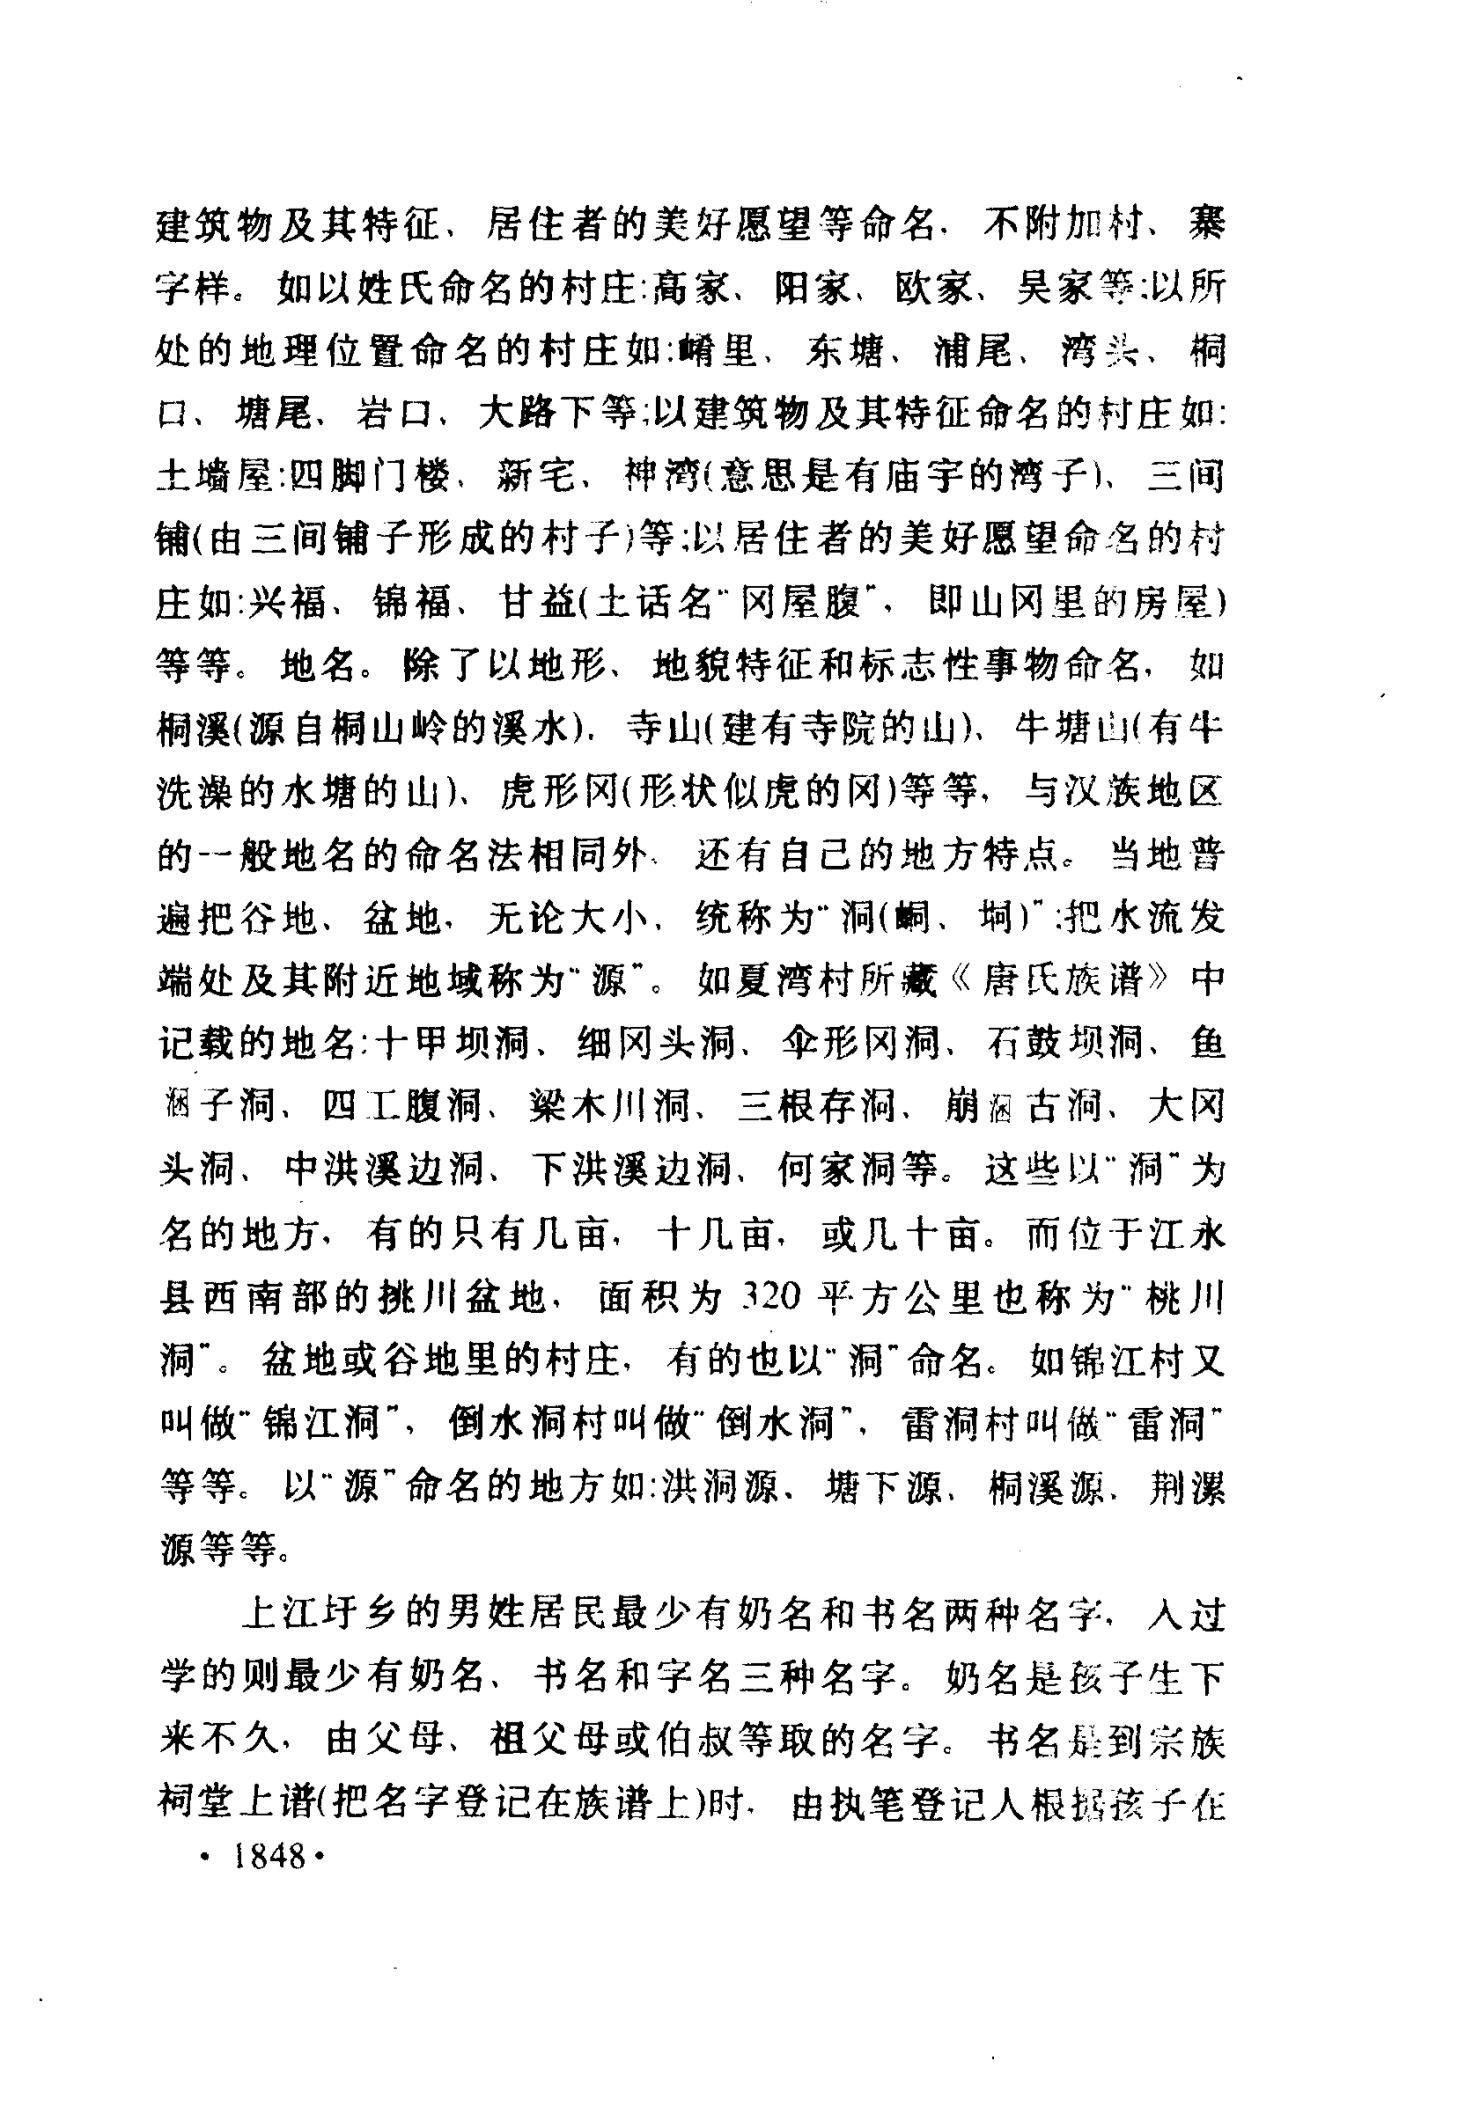 建筑物及其特征、居住者的美好愿望等命名，不附加村、寨
字样。如以姓氏命名的村庄:高家、阳家、欧家、吴家等;以所
处的地理位置命名的村庄如:崤里、东塘、浦尾、湾头、桐
口、塘尾、岩口、大路下等;以建筑物及其特征命名的村庄如:
土墙屋:四脚门楼、新宅、神湾(意思是有庙宇的湾子)、三间
铺(由三间铺子形成的村子)等;以居住者的美好愿望命名的村
庄如:兴福、锦福、甘益(土话名“冈屋腹”，即山冈里的房屋)
等等。地名。除了以地形、地貌特征和标志性事物命名，如
桐溪(源自桐山岭的溪水)，寺山(建有寺院的山)、牛塘山(有牛
洗澡的水塘的山)、虎形冈(形状似虎的冈)等等，与汉族地区
的一般地名的命名法相同外、还有自己的地方特点。当地普
遍把谷地、盆地，无论大小，统称为“洞(峒、垌)”;把水流发
端处及其附近地域称为“源”。如夏湾村所藏《唐氏族谱》中
记载的地名:十甲坝洞、细冈头洞、伞形冈洞、石鼓坝洞、鱼
子洞、四工腹洞、梁木川洞、三根存洞、崩古洞、大冈
头洞、中洪溪边洞、下洪溪边洞、何家洞等。这些以“洞”为
名的地方，有的只有几亩，十几亩，或几十亩。而位于江永
县西南部的挑川盆地，面积为 320 平方公里也称为“桃川
洞”。盆地或谷地里的村庄，有的也以“洞”命名。如锦江村又
叫做“锦江洞”，倒水洞村叫做“倒水洞”，雷洞村叫做“雷洞”
等等。以“源”命名的地方如:洪洞源、塘下源、桐溪源、荆漯
源等等。
上江圩乡的男姓居民最少有奶名和书名两种名字，入过
学的则最少有奶名、书名和字名三种名字。奶名是孩子生下
来不久，由父母、祖父母或伯叔等取的名字。书名是到宗族
祠堂上谱(把名字登记在族谱上)时，由执笔登记人根据孩子在
·1848·